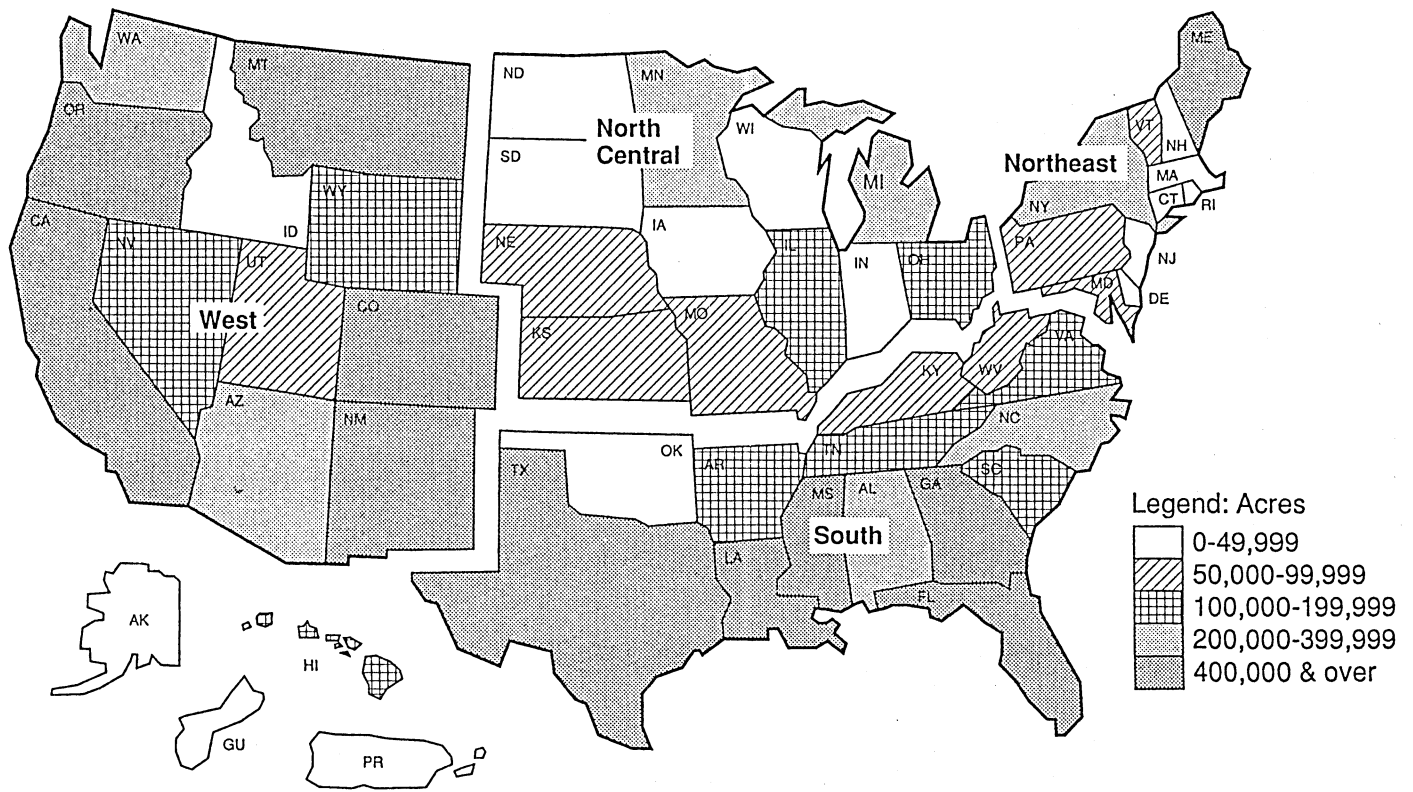 WA
MT
ND
MN
ME
OR
North
Central
WI
VT
NH
SD
Northeast
MA
WY
MI
CT
RI
CA
ID
IA
NY
NV
UT
NE
IL
IN
OH
PA
NJ
West
CO
MO
MD
DE
KS
VA
KY
WV
AZ
NM
NC
OK
TN
TX
AR
SC
MS
AL
GA
South
LA
FL
AK
HI
GU
PR
Legend: Acres
0-49,999
50,000-99,999
100,000-199,999
200,000-399,999
400,000 & over